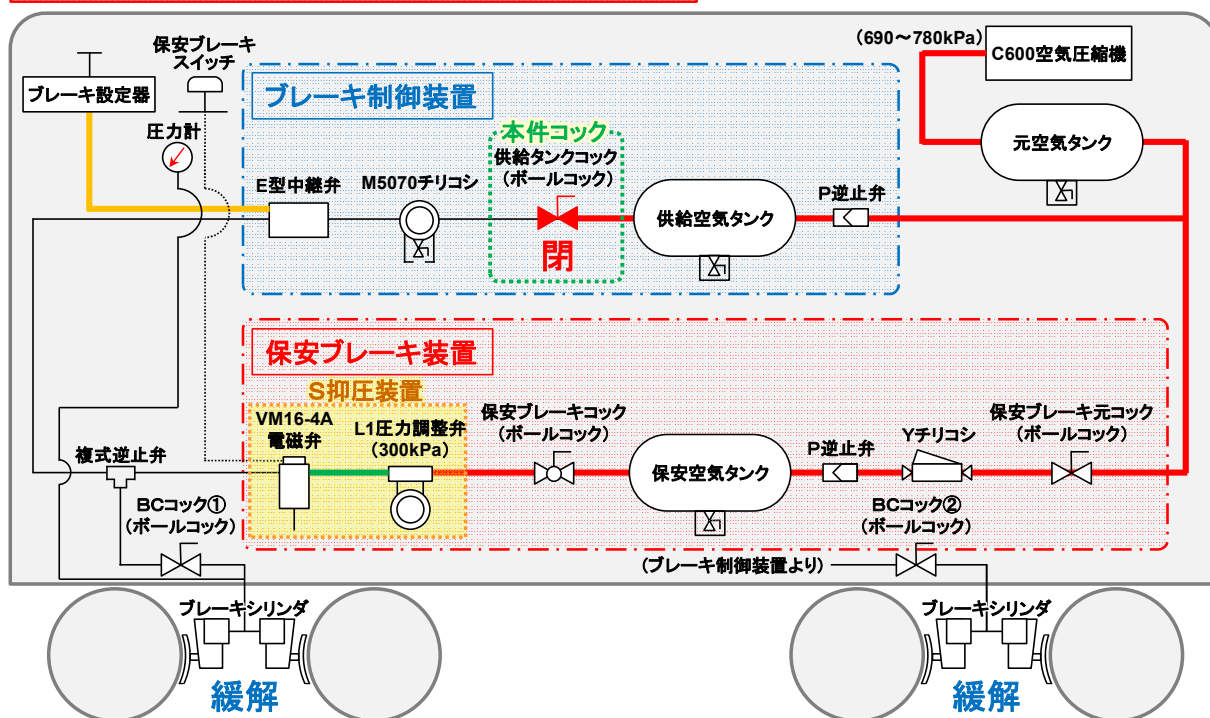 保安ブレーキ
スイッチ
(690～780kPa)
C600空気圧縮機
ブレーキ設定器
ブレーキ制御装置
圧力計
本件コック
供給タンクコック
(ボールコック)
元空気タンク
E型中継弁
M5070チリコシ
P逆止弁
供給空気タンク
閉
保安ブレーキ装置
S抑圧装置
VM16-4A
電磁弁
L1圧力調整弁
(300kPa)
保安ブレーキコック
(ボールコック)
保安ブレーキ元コック
(ボールコック)
複式逆止弁
P逆止弁
Yチリコシ
保安空気タンク
BCコック①
(ボールコック)
BCコック②
(ボールコック)
(ブレーキ制御装置より)
ブレーキシリンダ
ブレーキシリンダ
緩解
緩解